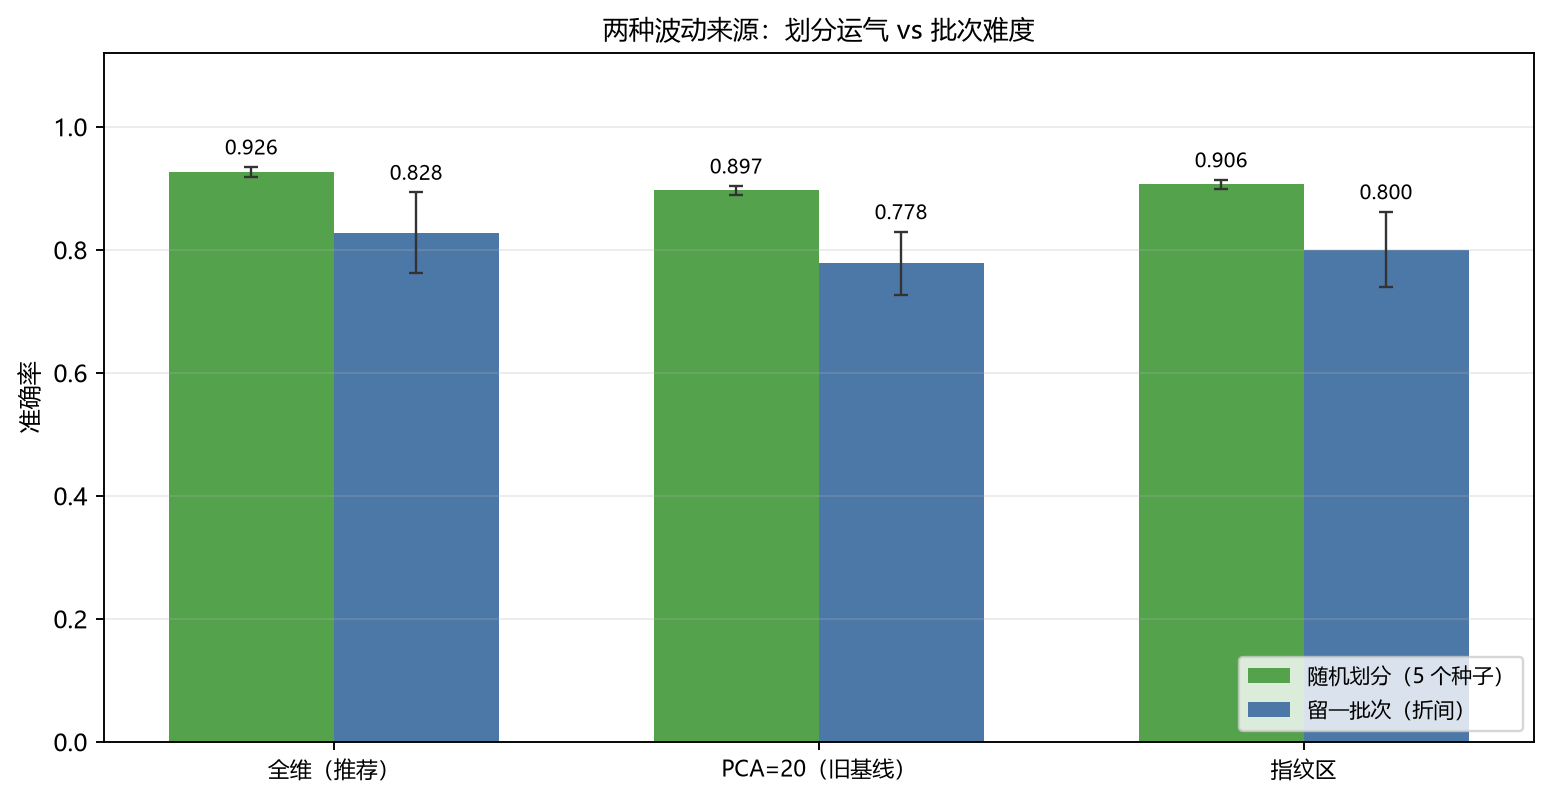 两种波动来源：划分运气 vs 批次难度
准确率
1.0
0.8
0.6
0.4
0.2
0.0
0.926
0.828
0.897
0.778
0.906
0.800
全维（推荐）
PCA=20（旧基线）
指纹区
随机划分（5 个种子）
留一批次（折间）